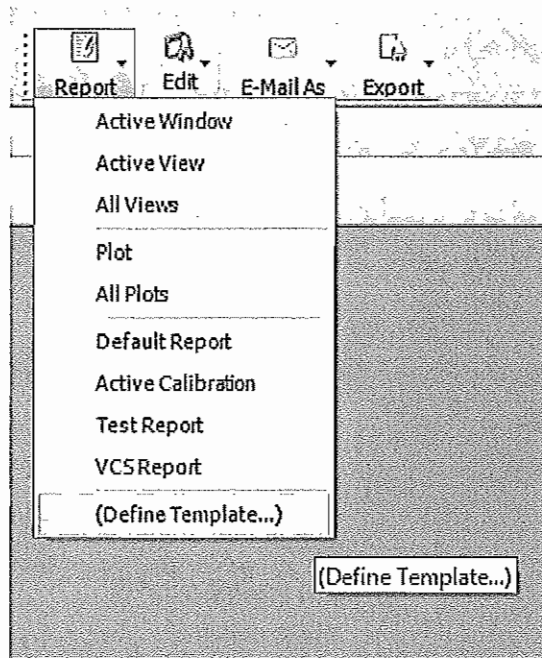 Report Edit E-Mail As Export
Active Window
Active View
All Views
Plot
All Plots
Default Report
Active Calibration
Test Report
VCS Report
(Define Template...)
(Define Template...)